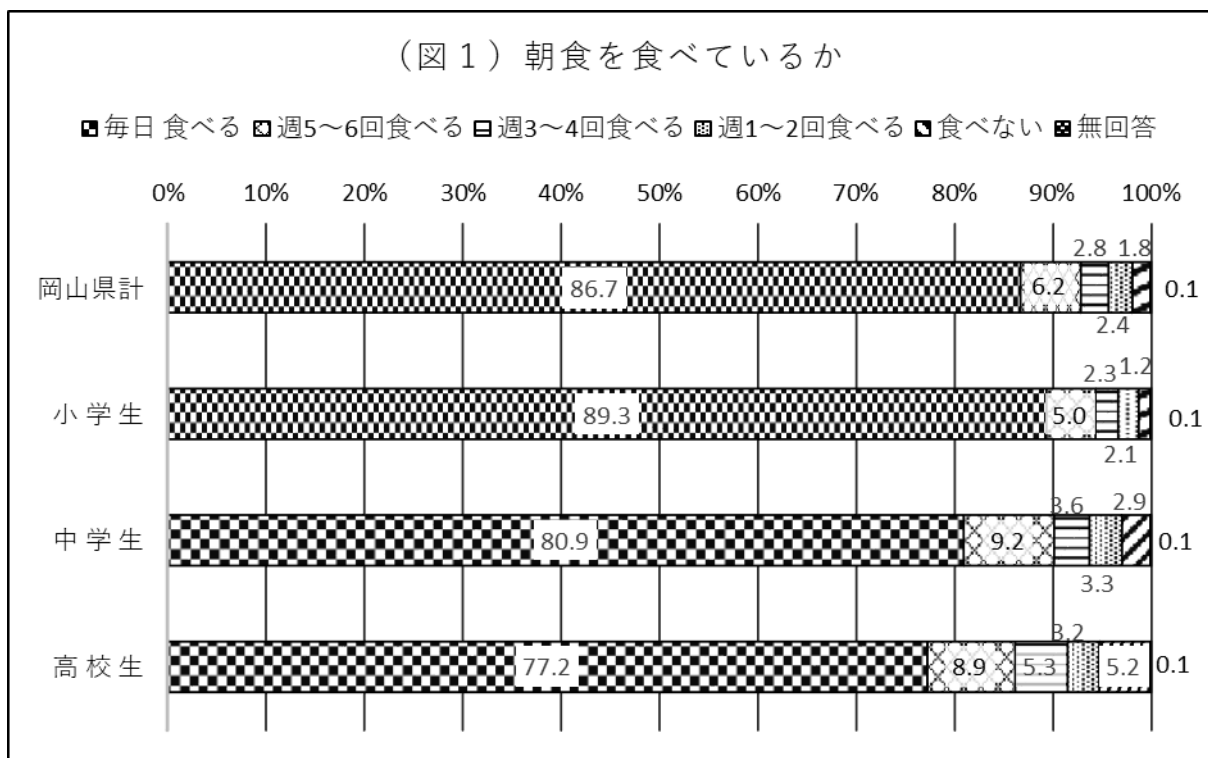 （図１）朝食を食べているか
毎日 食べる 週5～6回食べる 週3～4回食べる 週1～2回食べる 食べない 無回答
0% 10% 20% 30% 40% 50% 60% 70% 80% 90% 100%
2.8 1.8
岡山県計 86.7 6.2 0.1
2.4
2.3 1.2
小学生 89.3 5.0 0.1
2.1
3.6 2.9
中学生 80.9 9.2 0.1
3.3
3.2
高校生 77.2 8.9 5.3 5.2 0.1